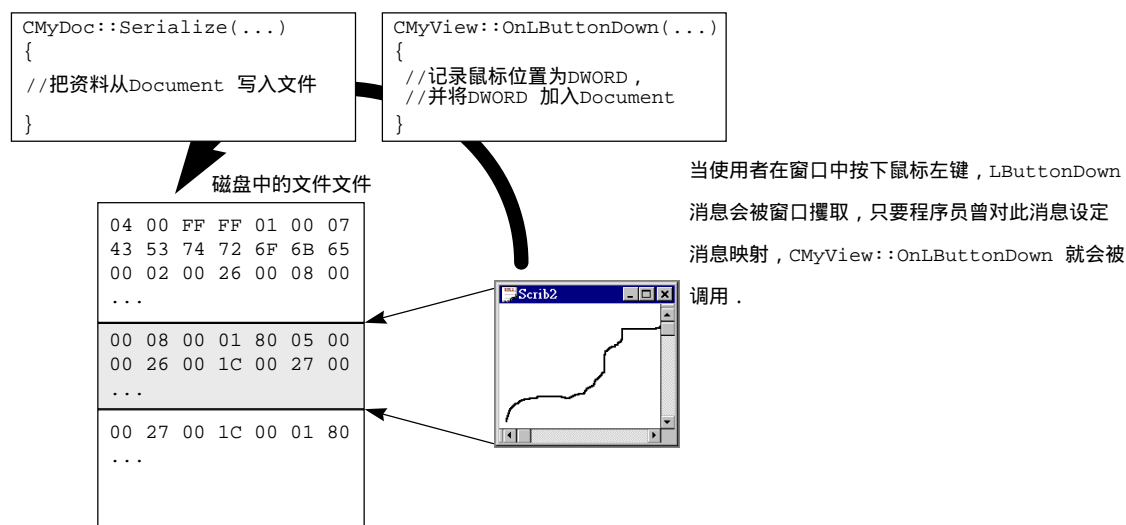 CMyDoc::Serialize(...)
{
//把资料从Document 写入文件
}
CMyView::OnLButtonDown(...)
{
//记录鼠标位置为DWORD，
//并将DWORD 加入Document
}
磁盘中的文件文件
04 00 FF FF 01 00 07
43 53 74 72 6F 6B 65
00 02 00 26 00 08 00
...
00 08 00 01 80 05 00
00 26 00 1C 00 27 00
...
00 27 00 1C 00 01 80
...
Scrib2
当使用者在窗口中按下鼠标左键，LButtonDown
消息会被窗口攫取，只要程序员曾对此消息设定
消息映射，CMyView::OnLButtonDown 就会被
调用．